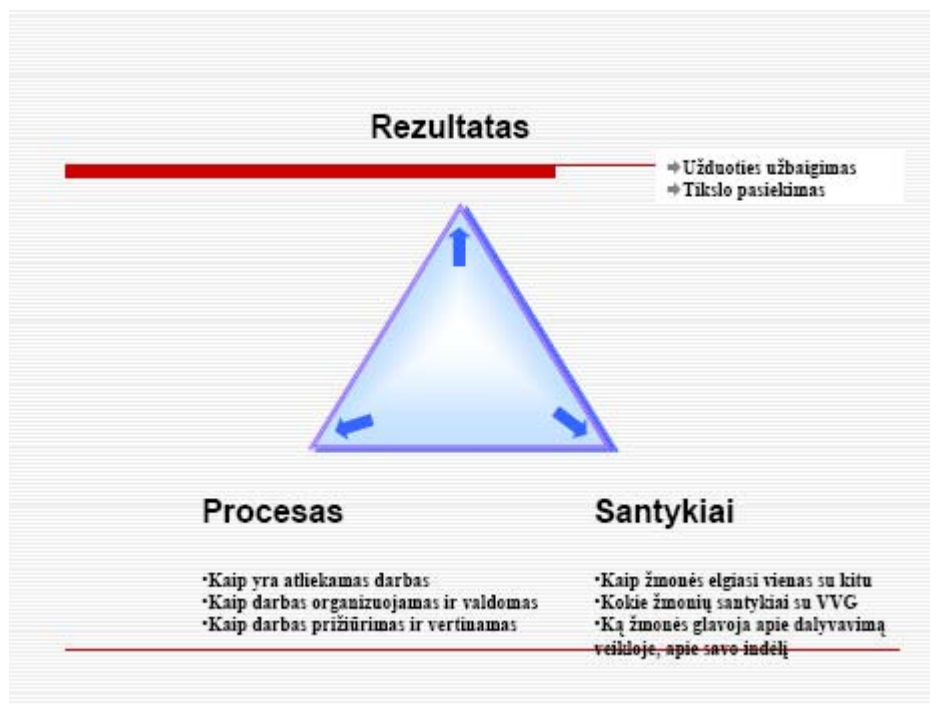 Rezultatas
⇒Užduoties užbaigimas
⇒Tikslo pasiekimas
Procesas
•Kaip yra atliekamas darbas
•Kaip darbas organizuojamas ir valdomas
•Kaip darbas prižiūrimas ir vertinamas
Santykiai
•Kaip žmonės elgiasi vienas su kitu
•Kokie žmonių santykiai su VVG
•Ką žmonės glavoja apie dalyvavimą
veikloje, apie savo indėlį